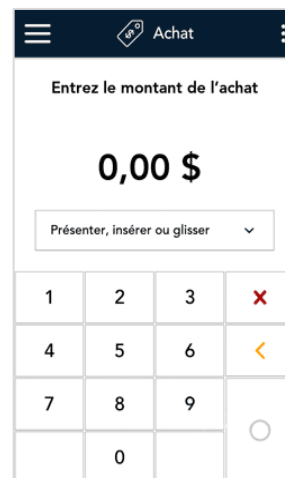 Achat
Entrez le montant de l'achat
0,00 $
Présenter, insérer ou glisser
1 2 3
4 5 6
7 8 9
0